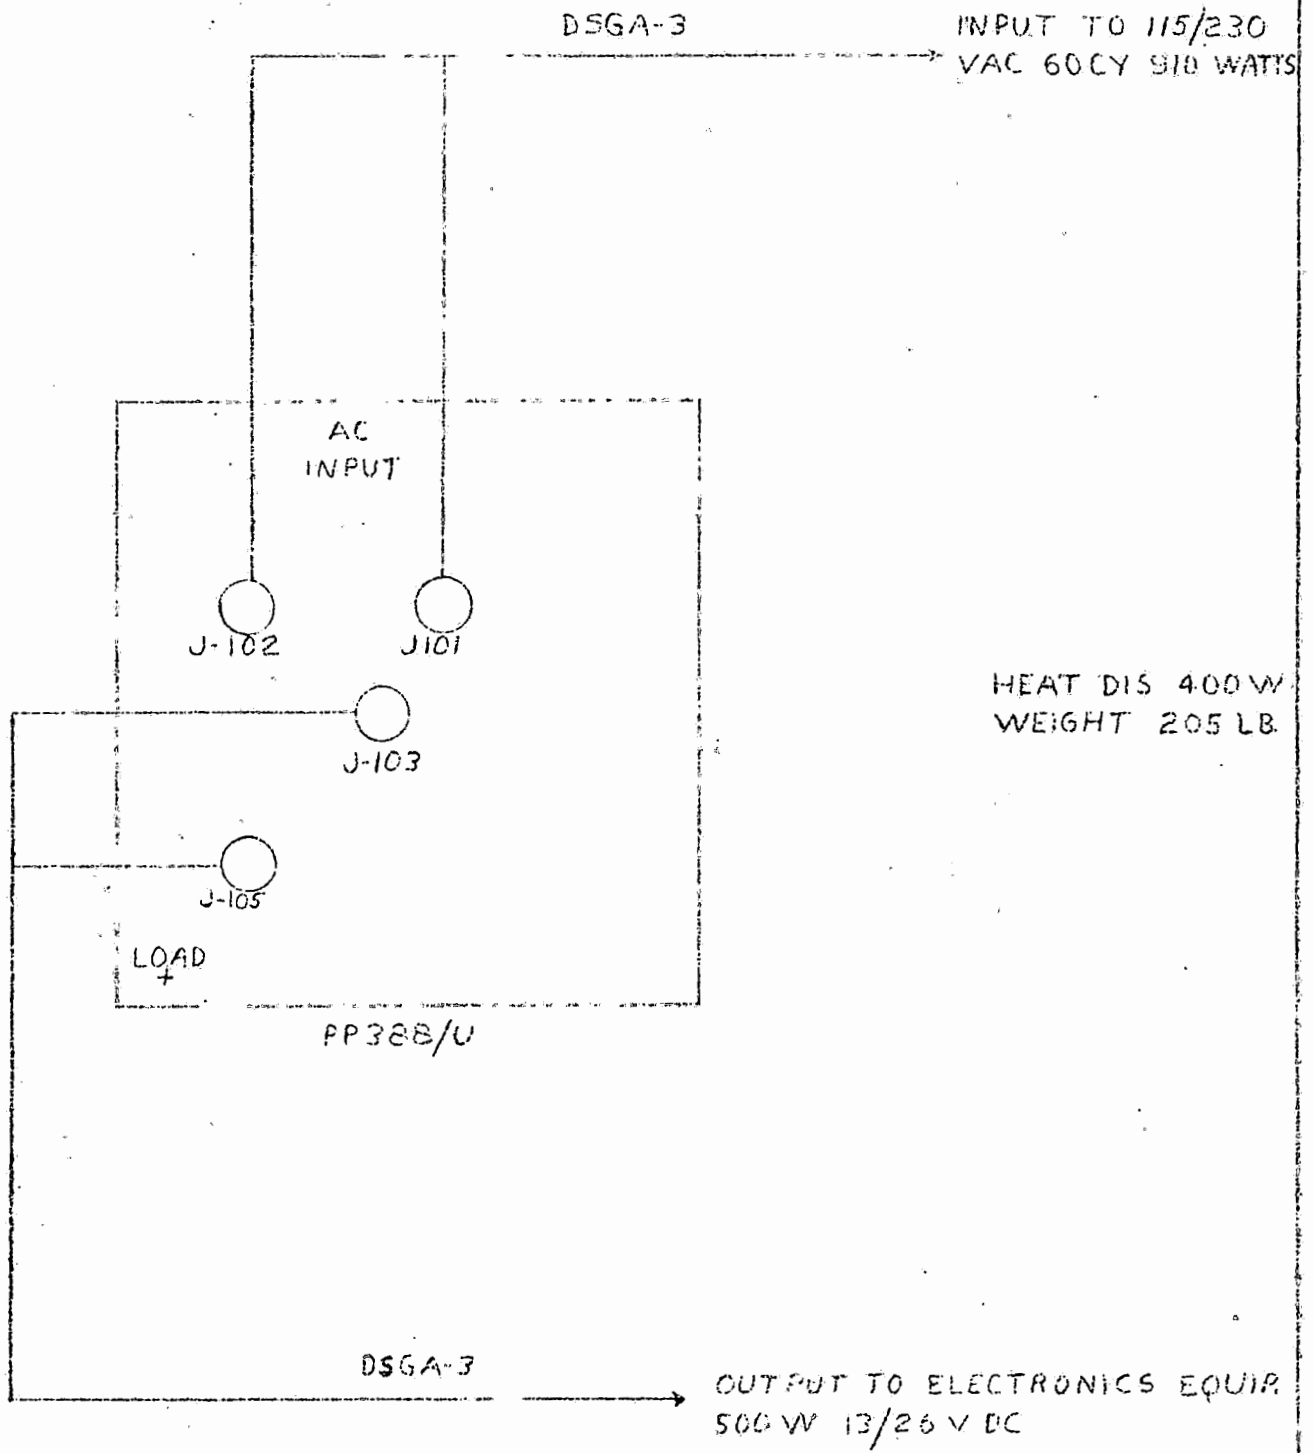 DSGA-3
INPUT TO 115/230
VAC 60CY 910 WATTS
AC
INPUT
J-102
J101
HEAT DIS 400W
WEIGHT 205 LB.
J-103
J-105
LOAD
+
PP388/U
DSGA-3
OUTPUT TO ELECTRONICS EQUIP.
500W 13/26 V DC